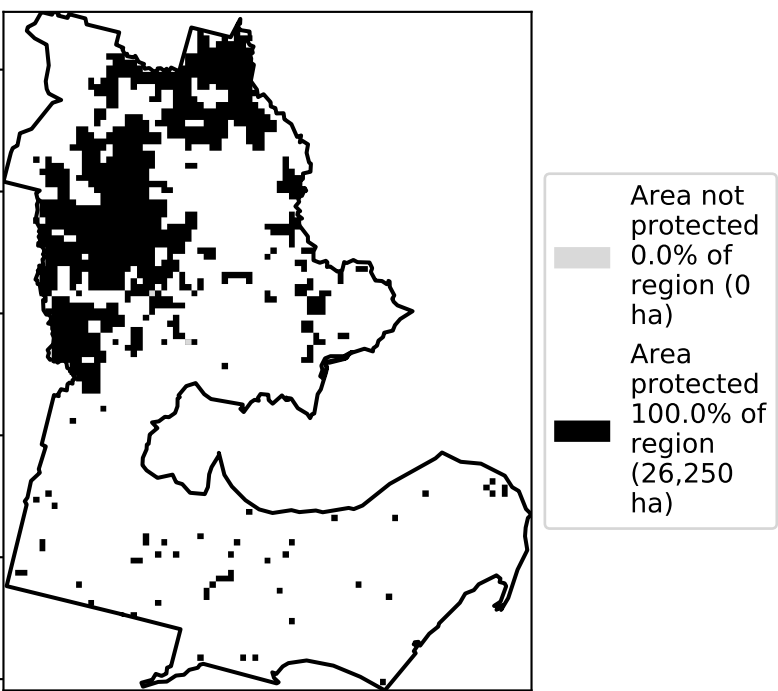 Area not
protected
0.0% of
region (0
ha)
Area
protected
100.0% of
region
(26,250
ha)